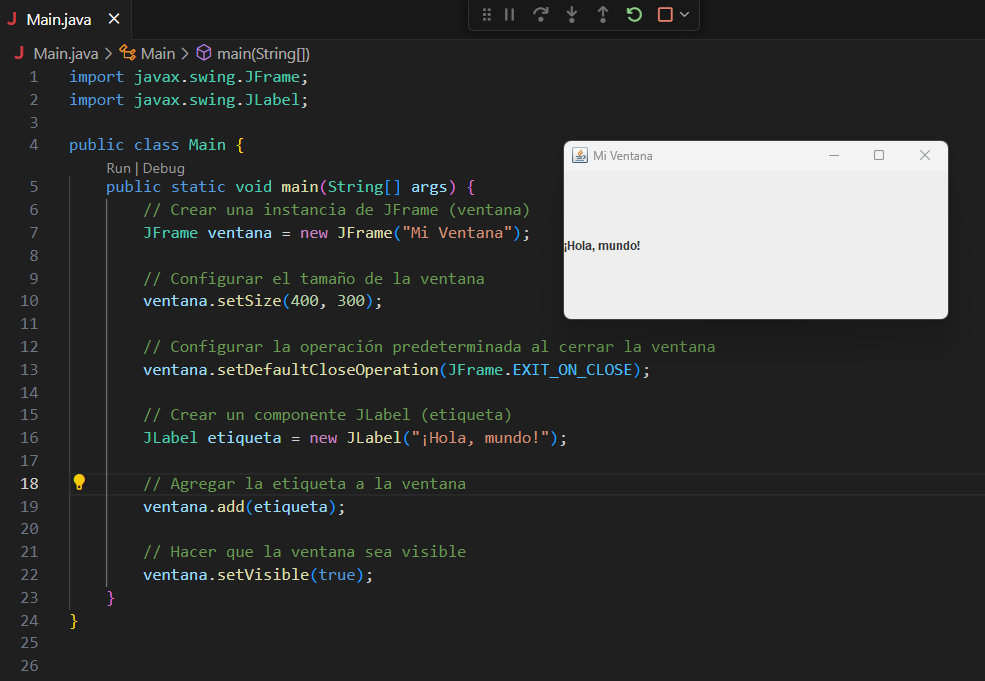 J Main.java
J Main.java > Main > main(String[])
1 import javax.swing.JFrame;
2 import javax.swing.JLabel;
3
4 public class Main {
Run | Debug
5 public static void main(String[] args) {
6 // Crear una instancia de JFrame (ventana)
7 JFrame ventana = new JFrame("Mi Ventana");
8
9 // Configurar el tamaño de la ventana
10 ventana.setSize(400, 300);
11
12 // Configurar la operación predeterminada al cerrar la ventana
13 ventana.setDefaultCloseOperation(JFrame.EXIT_ON_CLOSE);
14
15 // Crear un componente JLabel (etiqueta)
16 JLabel etiqueta = new JLabel("¡Hola, mundo!");
17
18 // Agregar la etiqueta a la ventana
19 ventana.add(etiqueta);
20
21 // Hacer que la ventana sea visible
22 ventana.setVisible(true);
23 }
24 }
25
26
Mi Ventana
¡Hola, mundo!